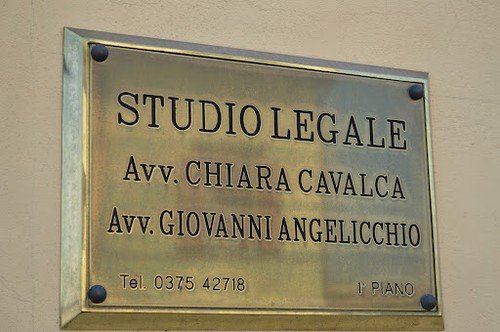 STUDIO LEGALE
Avv. CHIARA CAVALCA
Avv. GIOVANNI ANGELICCHIO
Tel. 0375 42718 1° PIANO